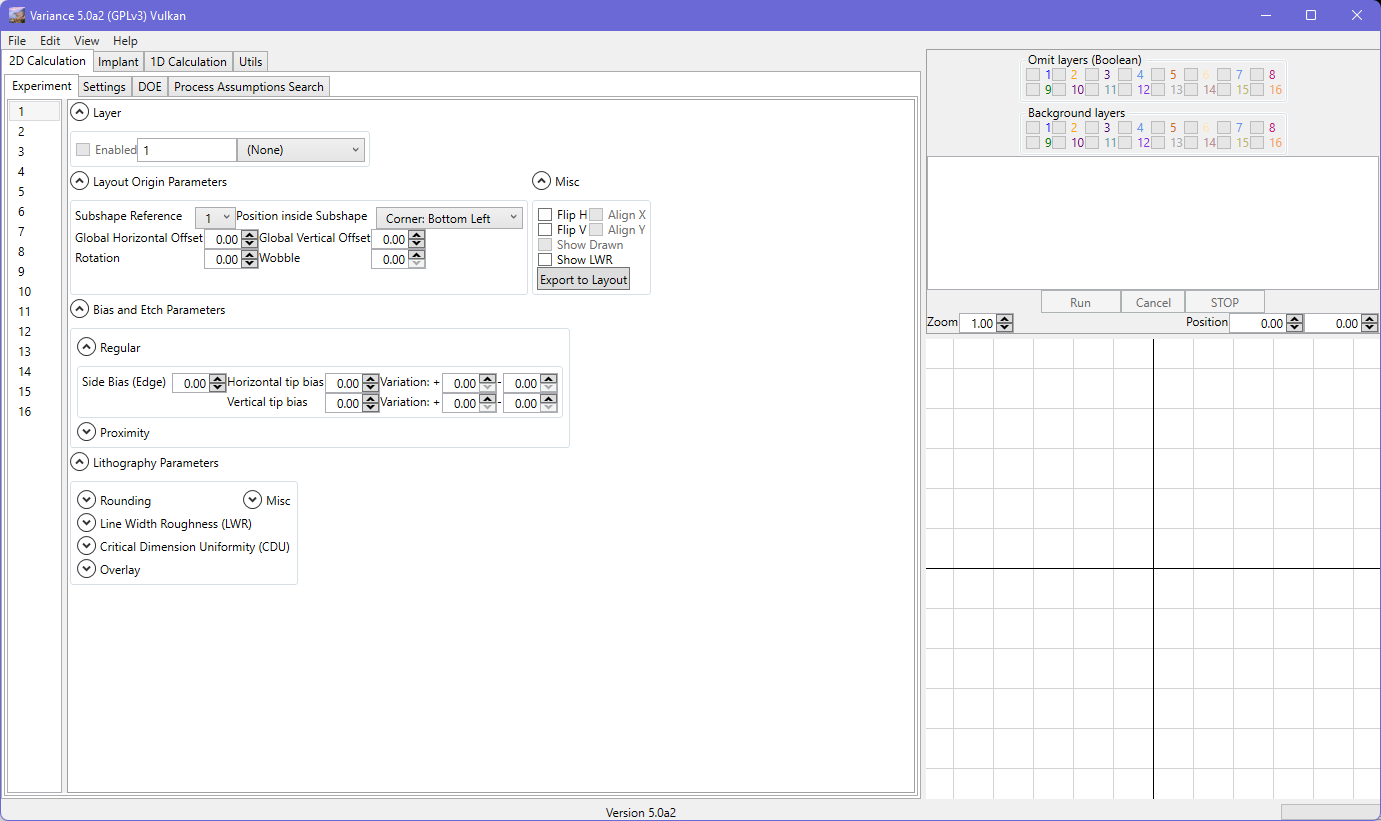 Variance 5.0a2 (GPLv3) Vulkan
File Edit View Help
2D Calculation Implant 1D Calculation Utils
Experiment Settings DOE Process Assumptions Search
1
2
3
4
5
6
7
8
9
10
11
12
13
14
15
16
Layer
Enabled 1 (None)
Layout Origin Parameters
Subshape Reference 1 Position inside Subshape Corner: Bottom Left
Global Horizontal Offset 0.00 Global Vertical Offset 0.00
Rotation 0.00 Wobble 0.00
Misc
Flip H Align X
Flip V Align Y
Show Drawn
Show LWR
Export to Layout
Bias and Etch Parameters
Regular
Side Bias (Edge) 0.00 Horizontal tip bias 0.00 Variation: + 0.00 - 0.00
Vertical tip bias 0.00 Variation: + 0.00 - 0.00
Proximity
Lithography Parameters
Rounding Misc
Line Width Roughness (LWR)
Critical Dimension Uniformity (CDU)
Overlay
Omit layers (Boolean)
1 2 3 4 5 6 7 8
9 10 11 12 13 14 15 16
Background layers
1 2 3 4 5 6 7 8
9 10 11 12 13 14 15 16
Run Cancel STOP
Zoom 1.00 Position 0.00 0.00
Version 5.0a2